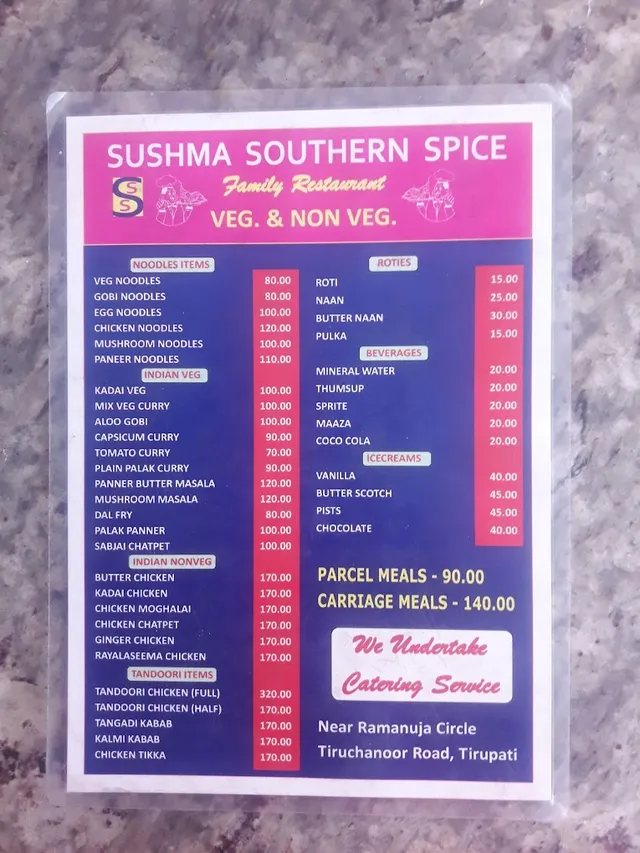 SUSHMA SOUTHERN SPICE
SSS
Family Restaurant
VEG. & NON VEG.
NOODLES ITEMS
VEG NOODLES 80.00
GOBI NOODLES 80.00
EGG NOODLES 100.00
CHICKEN NOODLES 120.00
MUSHROOM NOODLES 100.00
PANEER NOODLES 110.00
INDIAN VEG
KADAI VEG 100.00
MIX VEG CURRY 100.00
ALOO GOBI 100.00
CAPSICUM CURRY 90.00
TOMATO CURRY 70.00
PLAIN PALAK CURRY 90.00
PANNER BUTTER MASALA 120.00
MUSHROOM MASALA 120.00
DAL FRY 80.00
PALAK PANNER 100.00
SABJAI CHATPET 100.00
INDIAN NONVEG
BUTTER CHICKEN 170.00
KADAI CHICKEN 170.00
CHICKEN MOGHALAI 170.00
CHICKEN CHATPET 170.00
GINGER CHICKEN 170.00
RAYALASEEMA CHICKEN 170.00
TANDOORI ITEMS
TANDOORI CHICKEN (FULL) 320.00
TANDOORI CHICKEN (HALF) 170.00
TANGADI KABAB 170.00
KALMI KABAB 170.00
CHICKEN TIKKA 170.00
ROTIES
ROTI 15.00
NAAN 25.00
BUTTER NAAN 30.00
PULKA 15.00
BEVERAGES
MINERAL WATER 20.00
THUMSUP 20.00
SPRITE 20.00
MAAZA 20.00
COCO COLA 20.00
ICECREAMS
VANILLA 40.00
BUTTER SCOTCH 45.00
PISTS 45.00
CHOCOLATE 40.00
PARCEL MEALS - 90.00
CARRIAGE MEALS - 140.00
We Undertake
Catering Service
Near Ramanuja Circle
Tiruchanoor Road, Tirupati